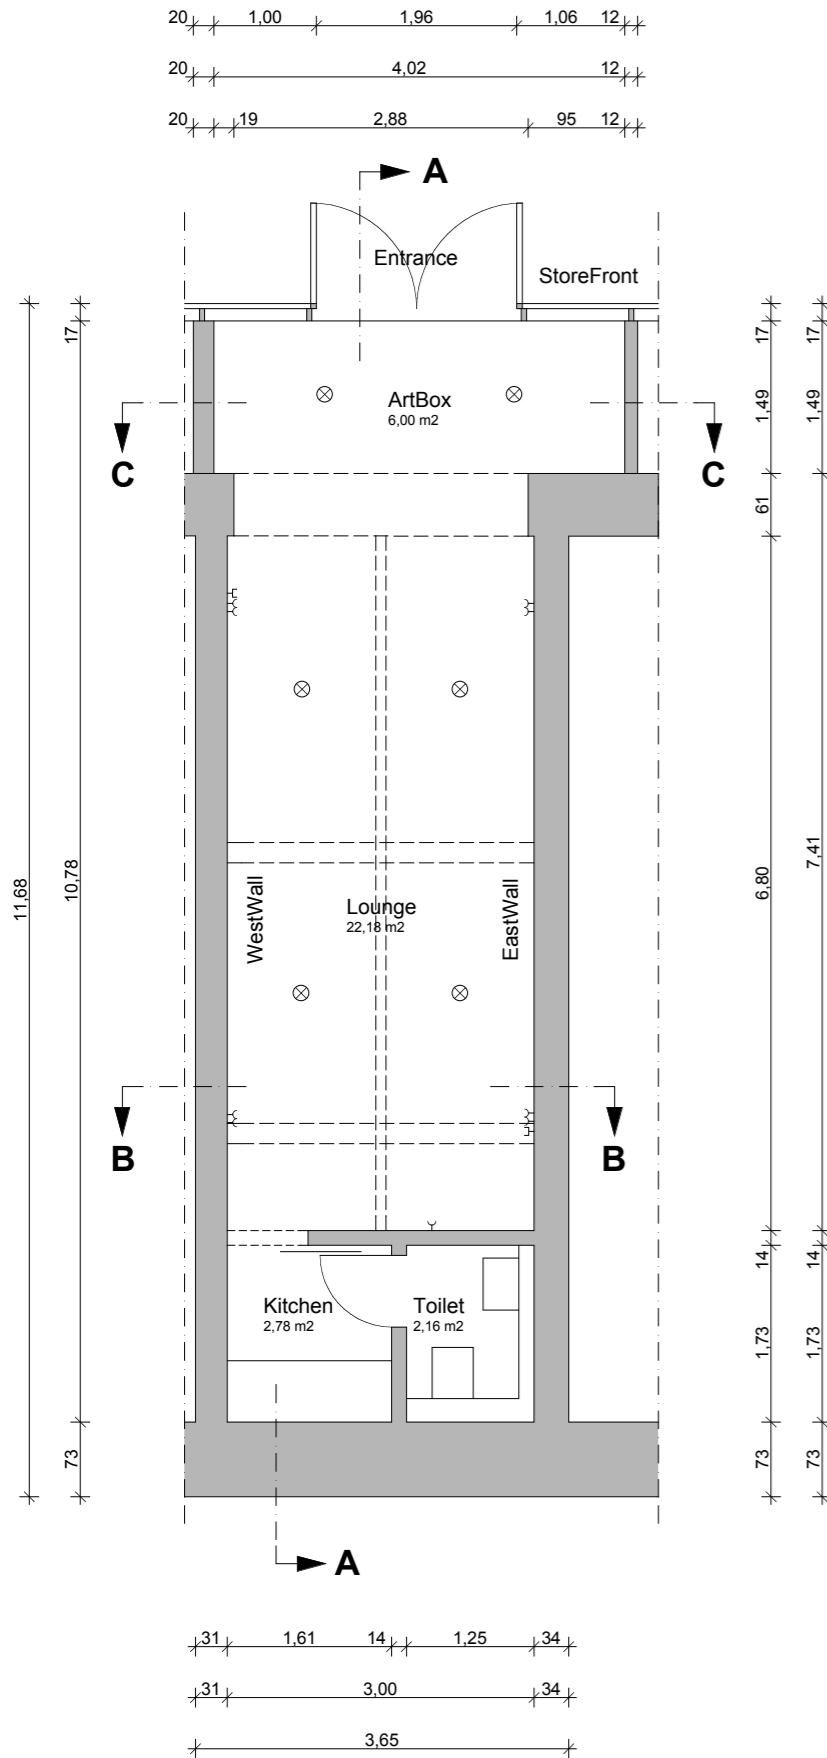 20 1,00 1,96 1,06 12
20 4,02 12
20 19 2,88 95 12
A
Entrance
StoreFront
17 17 17
ArtBox
6,00 m2
1,49 1,49
C C
61
11,68 10,78 6,80 7,41
WestWall Lounge EastWall
22,18 m2
B B
14 14
Kitchen Toilet
2,78 m2 2,16 m2
1,73 1,73
73 73 73
A
31 1,61 14 1,25 34
31 3,00 34
3,65